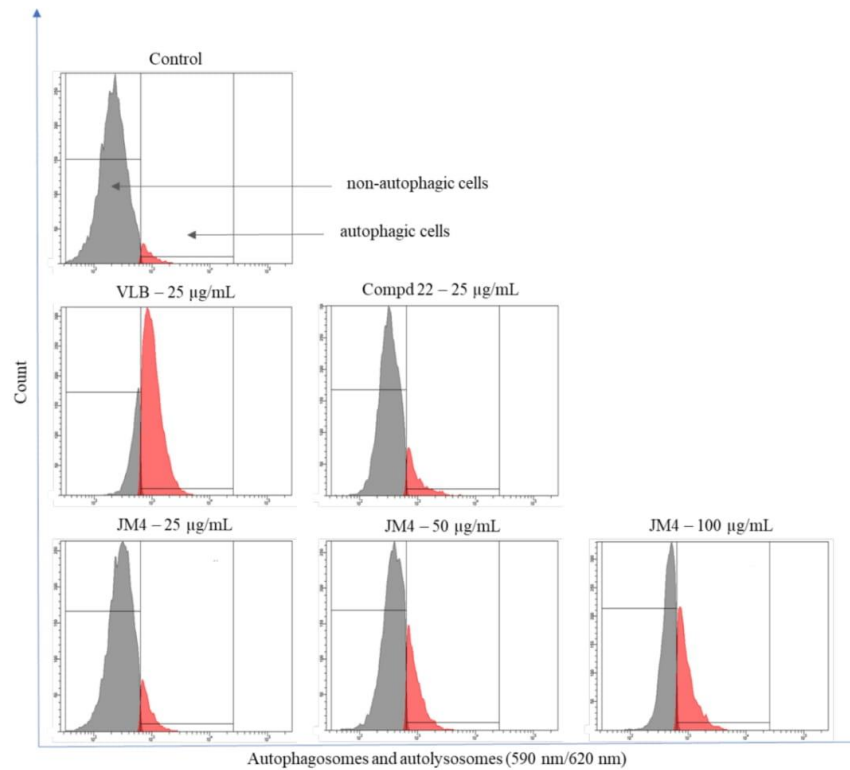 Control
non-autophagic cells
autophagic cells
VLB – 25 µg/mL
Compd 22 – 25 µg/mL
Count
JM4 – 25 µg/mL
JM4 – 50 µg/mL
JM4 – 100 µg/mL
Autophagosomes and autolysosomes (590 nm/620 nm)